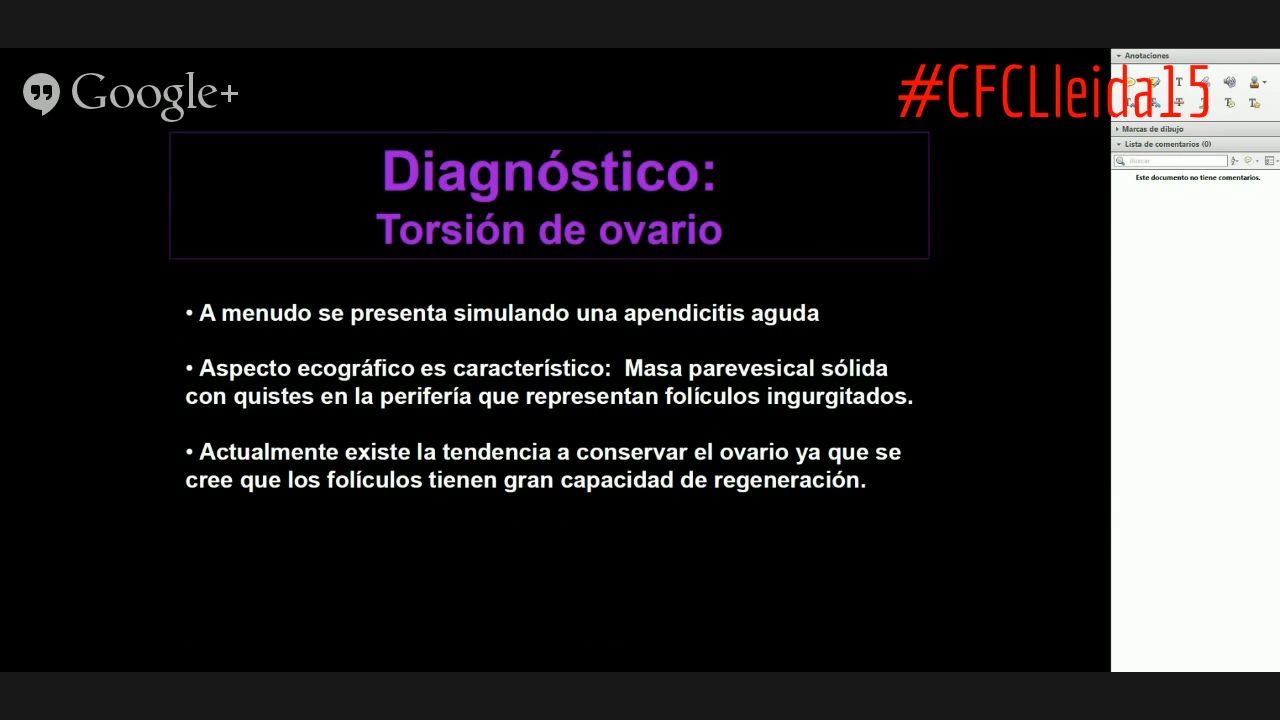 Google+
#CFCLleida15
Anotaciones
Marcas de dibujo
Lista de comentarios (0)
Buscar
Este documento no tiene comentarios.
Diagnóstico:
Torsión de ovario
• A menudo se presenta simulando una apendicitis aguda
• Aspecto ecográfico es característico: Masa parevesical sólida
con quistes en la periferia que representan folículos ingurgitados.
• Actualmente existe la tendencia a conservar el ovario ya que se
cree que los folículos tienen gran capacidad de regeneración.